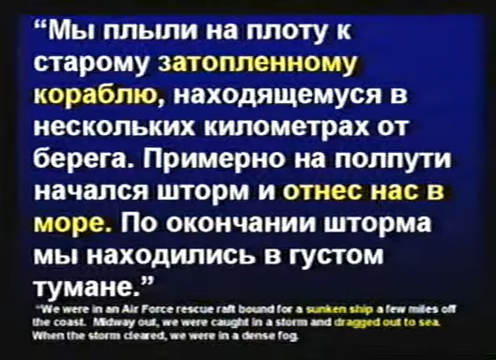 “Мы плыли на плоту к
старому затопленному
кораблю, находящемуся в
нескольких километрах от
берега. Примерно на полпути
начался шторм и отнес нас в
море. По окончании шторма
мы находились в густом
тумане.”
“We were in an Air Force rescue raft bound for a sunken ship a few miles off
the coast. Midway out, we were caught in a storm and dragged out to sea.
When the storm cleared, we were in a dense fog.